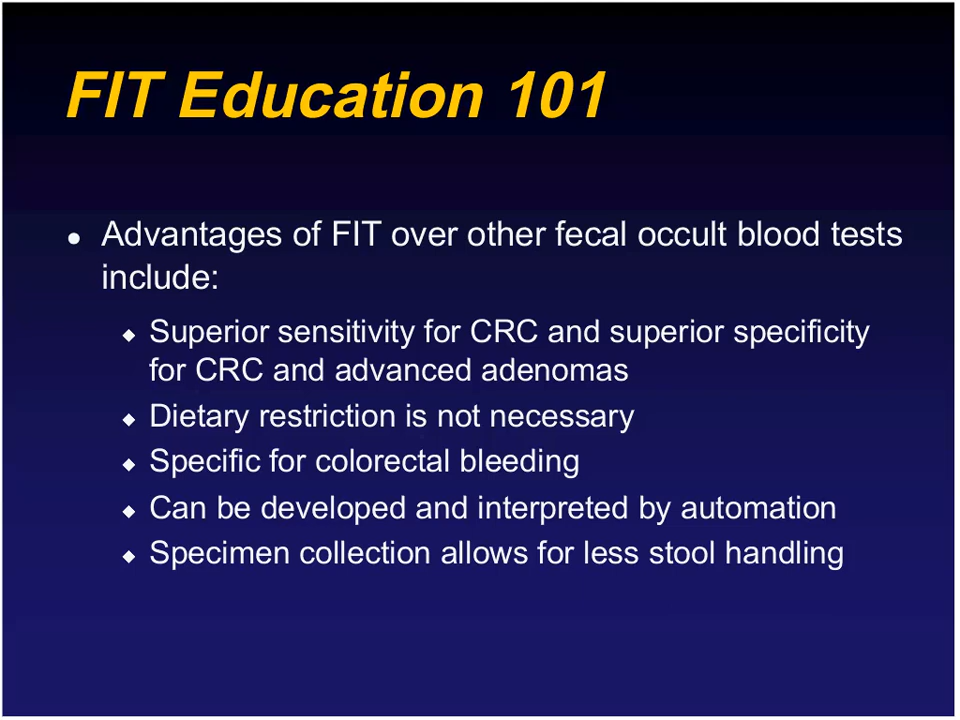 FIT Education 101
● Advantages of FIT over other fecal occult blood tests
include:
◆ Superior sensitivity for CRC and superior specificity
for CRC and advanced adenomas
◆ Dietary restriction is not necessary
◆ Specific for colorectal bleeding
◆ Can be developed and interpreted by automation
◆ Specimen collection allows for less stool handling